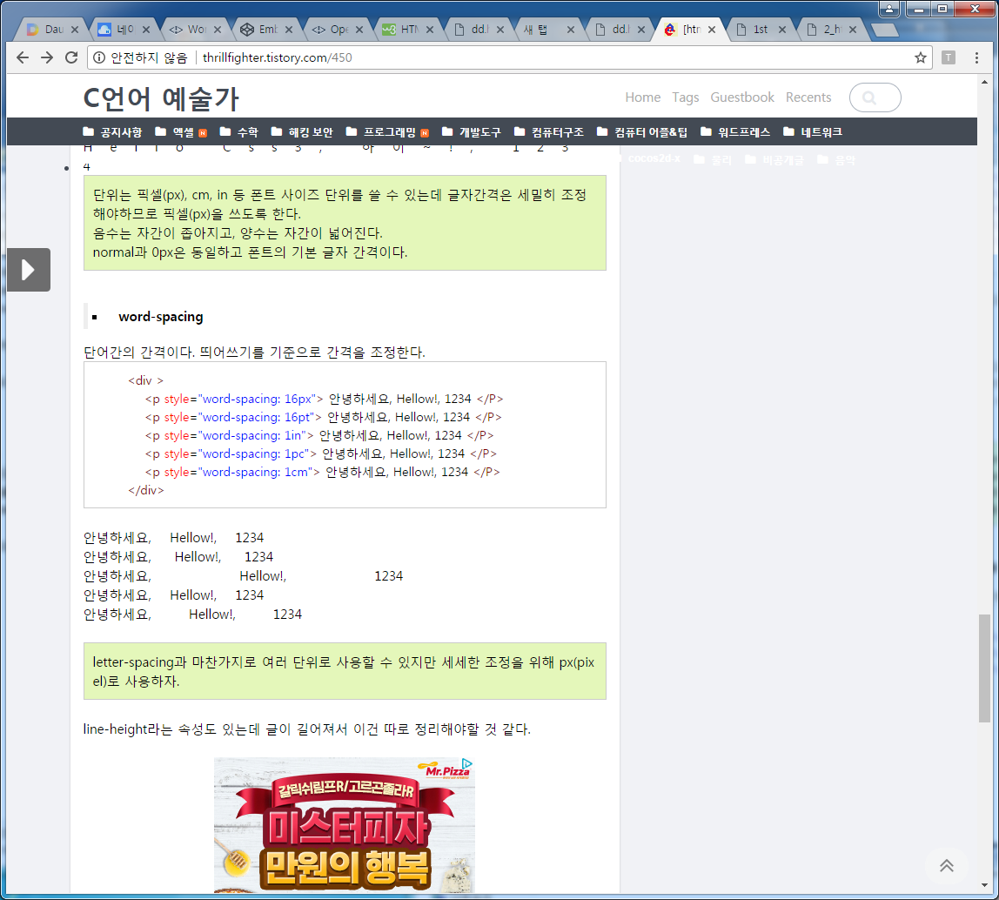 Dau
네이
Wor
Emb
Ope
HTM
dd.l
새 탭
dd.l
[htn
1st
2_h
안전하지 않음 thrillfighter.tistory.com/450
T
C언어 예술가
Home Tags Guestbook Recents
공지사항 엑셀 N 수학 해킹 보안 프로그래밍 N 개발도구 컴퓨터구조 컴퓨터 어플&팁 워드프레스 네트워크
cocos2d-x 컬러 비공개글 음악
Hello Css3, 하이~!, 123
4
단위는 픽셀(px), cm, in 등 폰트 사이즈 단위를 쓸 수 있는데 글자간격은 세밀히 조정
해야하므로 픽셀(px)을 쓰도록 한다.
음수는 자간이 좁아지고, 양수는 자간이 넓어진다.
normal과 0px은 동일하고 폰트의 기본 글자 간격이다.
word-spacing
단어간의 간격이다. 띄어쓰기를 기준으로 간격을 조정한다.
<div >
<p style="word-spacing: 16px"> 안녕하세요, Hellow!, 1234 </P>
<p style="word-spacing: 16pt"> 안녕하세요, Hellow!, 1234 </P>
<p style="word-spacing: 1in"> 안녕하세요, Hellow!, 1234 </P>
<p style="word-spacing: 1pc"> 안녕하세요, Hellow!, 1234 </P>
<p style="word-spacing: 1cm"> 안녕하세요, Hellow!, 1234 </P>
</div>
안녕하세요, Hellow!, 1234
안녕하세요, Hellow!, 1234
안녕하세요, Hellow!, 1234
안녕하세요, Hellow!, 1234
안녕하세요, Hellow!, 1234
letter-spacing과 마찬가지로 여러 단위로 사용할 수 있지만 세세한 조정을 위해 px(pix
el)로 사용하자.
line-height라는 속성도 있는데 글이 길어져서 이건 따로 정리해야할 것 같다.
Mr.Pizza
갈릭쉬림프R/고르곤졸라R
미스터피자
만원의 행복